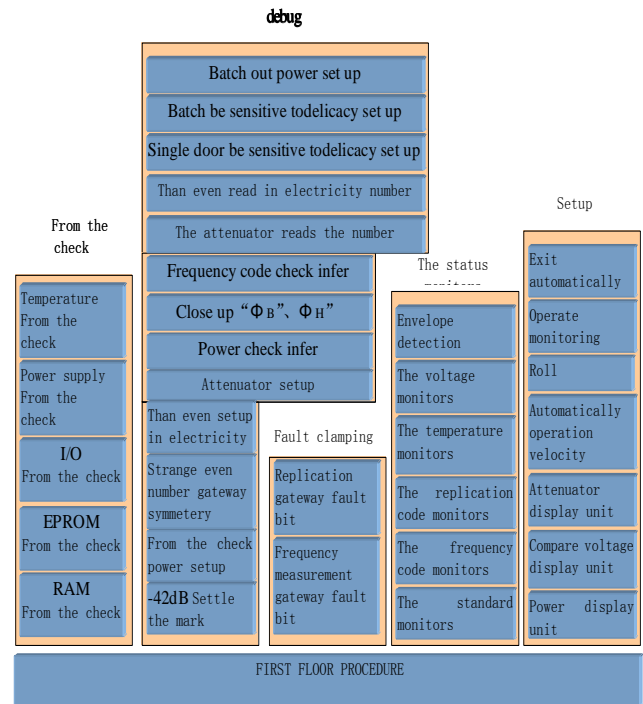 debug
Batch out power set up
Batch be sensitive todelicacy set up
Single door be sensitive todelicacy set up
Than even read in electricity number
The attenuator reads the number
Frequency code check infer
Close up “ΦB”、ΦH”
Power check infer
Attenuator setup
Than even setup
in electricity
Strange even
number gateway
symmetery
From the check
power setup
-42dB Settle
the mark
From the
check
Temperature
From the
check
Power supply
From the
check
I/O
From the check
EPROM
From the check
RAM
From the check
Fault clamping
Replication
gateway fault
bit
Frequency
measurement
gateway fault
bit
The status
monitors
Envelope
detection
The voltage
monitors
The temperature
monitors
The replication
code monitors
The frequency
code monitors
The standard
monitors
Setup
Exit
automatically
Operate
monitoring
Roll
Automatically
operation
velocity
Attenuator
display unit
Compare voltage
display unit
Power display
unit
FIRST FLOOR PROCEDURE